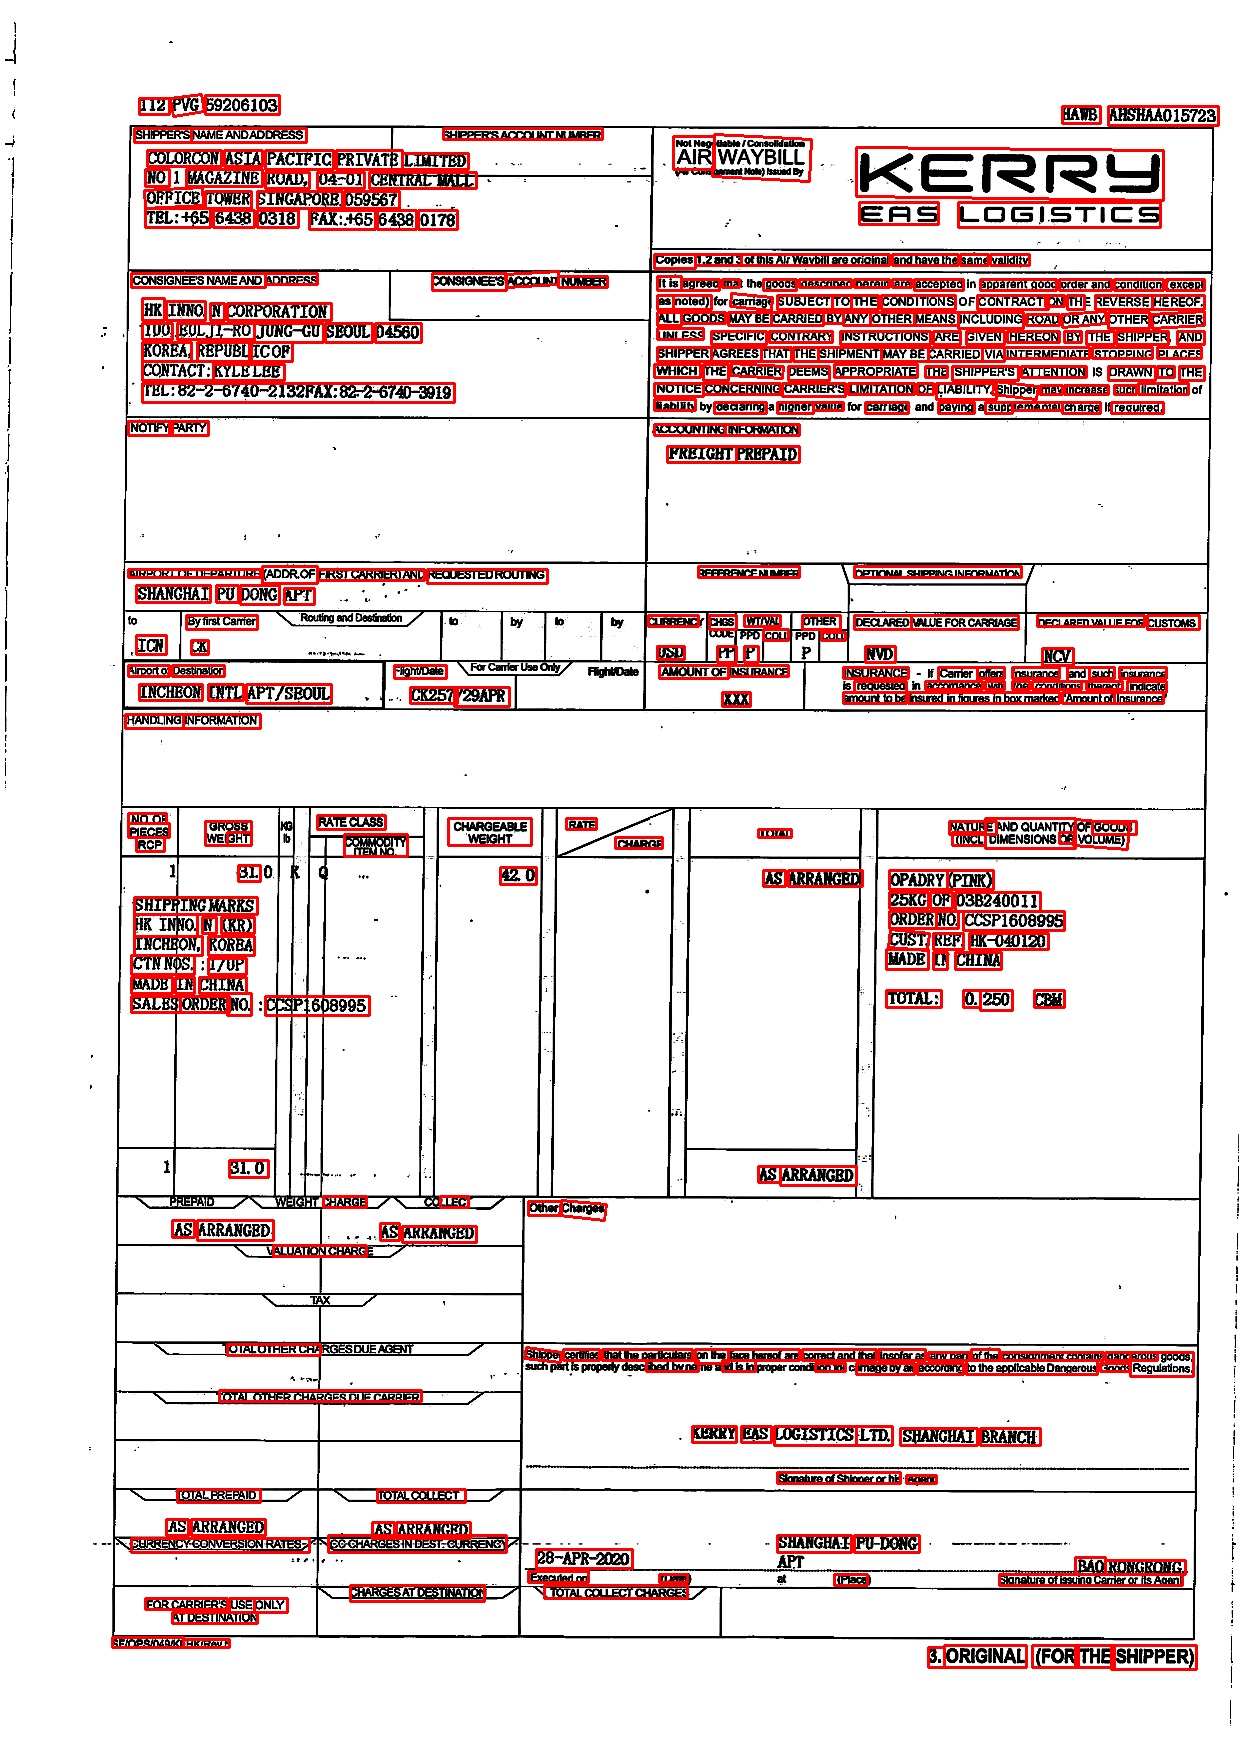 112 PVG 59206103
HAWB AHSHAA015723
SHIPPER'S NAME AND ADDRESS
SHIPPER'S ACCOUNT NUMBER
COLORCON ASIA PACIFIC PRIVATE LIMITED
NO 1 MAGAZINE ROAD, 04-01 CENTRAL MALL
OFFICE TOWER SINGAPORE 059567
TEL:+65 6438 0318 FAX:+65 6438 0178
Not Negotiable / Consolidation
AIR WAYBILL
(Air Consignment Note) Issued By
KERRY
EAS LOGISTICS
Copies 1,2 and 3 of this Air Waybill are original and have the same validity
CONSIGNEE'S NAME AND ADDRESS
CONSIGNEE'S ACCOUNT NUMBER
HK INNO N CORPORATION
100 EULJI-RO JUNG-GU SEOUL 04560
KOREA, REPUBLIC OF
CONTACT: KYLE LEE
TEL: 82-2-6740-2132FAX:82-2-6740-3919
It is agreed that the goods described herein are accepted in apparent good order and condition (except
as noted) for carriage SUBJECT TO THE CONDITIONS OF CONTRACT ON THE REVERSE HEREOF.
ALL GOODS MAY BE CARRIED BY ANY OTHER MEANS INCLUDING ROAD OR ANY OTHER CARRIER
UNLESS SPECIFIC CONTRARY INSTRUCTIONS ARE GIVEN HEREON BY THE SHIPPER, AND
SHIPPER AGREES THAT THE SHIPMENT MAY BE CARRIED VIA INTERMEDIATE STOPPING PLACES
WHICH THE CARRIER DEEMS APPROPRIATE THE SHIPPER'S ATTENTION IS DRAWN TO THE
NOTICE CONCERNING CARRIER'S LIMITATION OF LIABILITY. Shipper may increase such limitation of
liability by declaring a higher value for carriage and paying a supplemental charge if required.
NOTIFY PARTY
ACCOUNTING INFORMATION
FREIGHT PREPAID
AIRPORT OF DEPARTURE (ADDR.OF FIRST CARRIER) AND REQUESTED ROUTING
REFERENCE NUMBER
OPTIONAL SHIPPING INFORMATION
SHANGHAI PU DONG APT
to By first Carrier Routing and Destination to by to by
CURRENCY CHGS CODE WT/VAL OTHER DECLARED VALUE FOR CARRIAGE DECLARED VALUE FOR CUSTOMS
PPD COLL PPD COLL
ICN CK USD PP P P NVD NCV
Airport of Destination Flight/Date For Carrier Use Only Flight/Date AMOUNT OF INSURANCE
INCHEON INTL APT/SEOUL CK257 /29APR XXX
INSURANCE - If Carrier offers insurance and such insurance
is requested in accordance with the conditions thereof indicate
amount to be insured in figures in box marked 'Amount of Insurance'
HANDLING INFORMATION
NO. OF PIECES RCP GROSS WEIGHT KG lb RATE CLASS COMMODITY ITEM NO. CHARGEABLE WEIGHT RATE CHARGE TOTAL NATURE AND QUANTITY OF GOODS (INCL. DIMENSIONS OR VOLUME)
1 31.0 K Q 42.0 AS ARRANGED OPADRY (PINK)
25KG OF 03B240011
SHIPPING MARKS
ORDER NO. CCSP1608995
HK INNO. N (KR)
CUST. REF. HK-040120
INCHEON, KOREA
MADE IN CHINA
CTN NOS. : 1/UP
MADE IN CHINA
SALES ORDER NO. : CCSP1608995
TOTAL: 0.250 CBM
1 31.0 AS ARRANGED
PREPAID WEIGHT CHARGE COLLECT
Other Charges
AS ARRANGED AS ARRANGED
VALUATION CHARGE
TAX
TOTAL OTHER CHARGES DUE AGENT
Shipper certifies that the particulars on the face hereof are correct and that insofar as any part of the consignment contains dangerous goods,
such part is properly described by name and is in proper condition for carriage by air according to the applicable Dangerous Goods Regulations.
TOTAL OTHER CHARGES DUE CARRIER
KERRY EAS LOGISTICS LTD. SHANGHAI BRANCH
Signature of Shipper or his Agent
TOTAL PREPAID TOTAL COLLECT
AS ARRANGED AS ARRANGED
CURRENCY CONVERSION RATES CC CHARGES IN DEST. CURRENCY
28-APR-2020
SHANGHAI PU-DONG
APT
BAO RONGRONG
Executed on (Date) at (Place) Signature of Issuing Carrier or its Agent
CHARGES AT DESTINATION TOTAL COLLECT CHARGES
FOR CARRIER'S USE ONLY
AT DESTINATION
3. ORIGINAL (FOR THE SHIPPER)